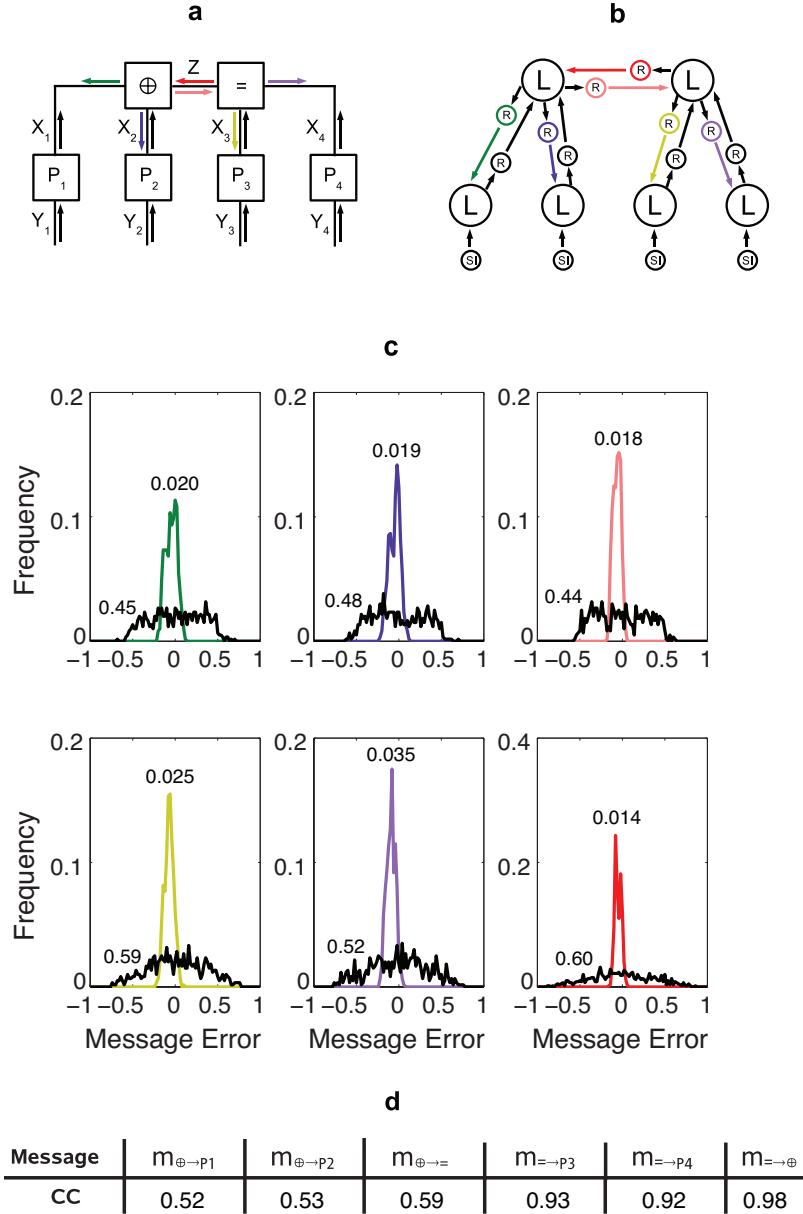 a
b
Z
⊕
=
X1
X2
X3
X4
P1
P2
P3
P4
Y1
Y2
Y3
Y4
L
L
R
R
R
R
R
R
R
R
R
R
L
L
L
L
SI
SI
SI
SI
c
0.2
0.1
0
Frequency
0.020
0.45
−1 −0.5 0 0.5 1
0.2
0.1
0
0.019
0.48
−1 −0.5 0 0.5 1
0.2
0.1
0
0.018
0.44
−1 −0.5 0 0.5 1
0.2
0.1
0
Frequency
0.025
0.59
−1 −0.5 0 0.5 1
Message Error
0.2
0.1
0
0.035
0.52
−1 −0.5 0 0.5 1
Message Error
0.4
0.2
0
0.014
0.60
−1 −0.5 0 0.5 1
Message Error
d
Message m⊕→P1 m⊕→P2 m⊕→= m=→P3 m=→P4 m=→⊕
CC 0.52 0.53 0.59 0.93 0.92 0.98